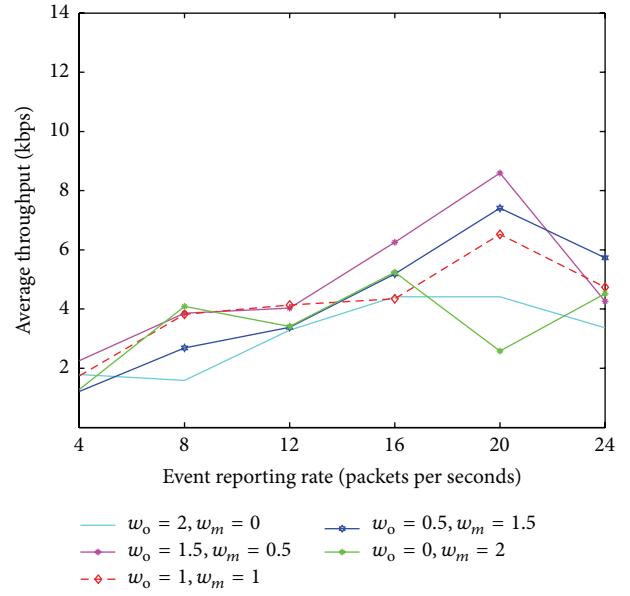 14
12
10
8
6
4
2
Average throughput (kbps)
4 8 12 16 20 24
Event reporting rate (packets per seconds)
w_o = 2, w_m = 0
w_o = 1.5, w_m = 0.5
w_o = 1, w_m = 1
w_o = 0.5, w_m = 1.5
w_o = 0, w_m = 2